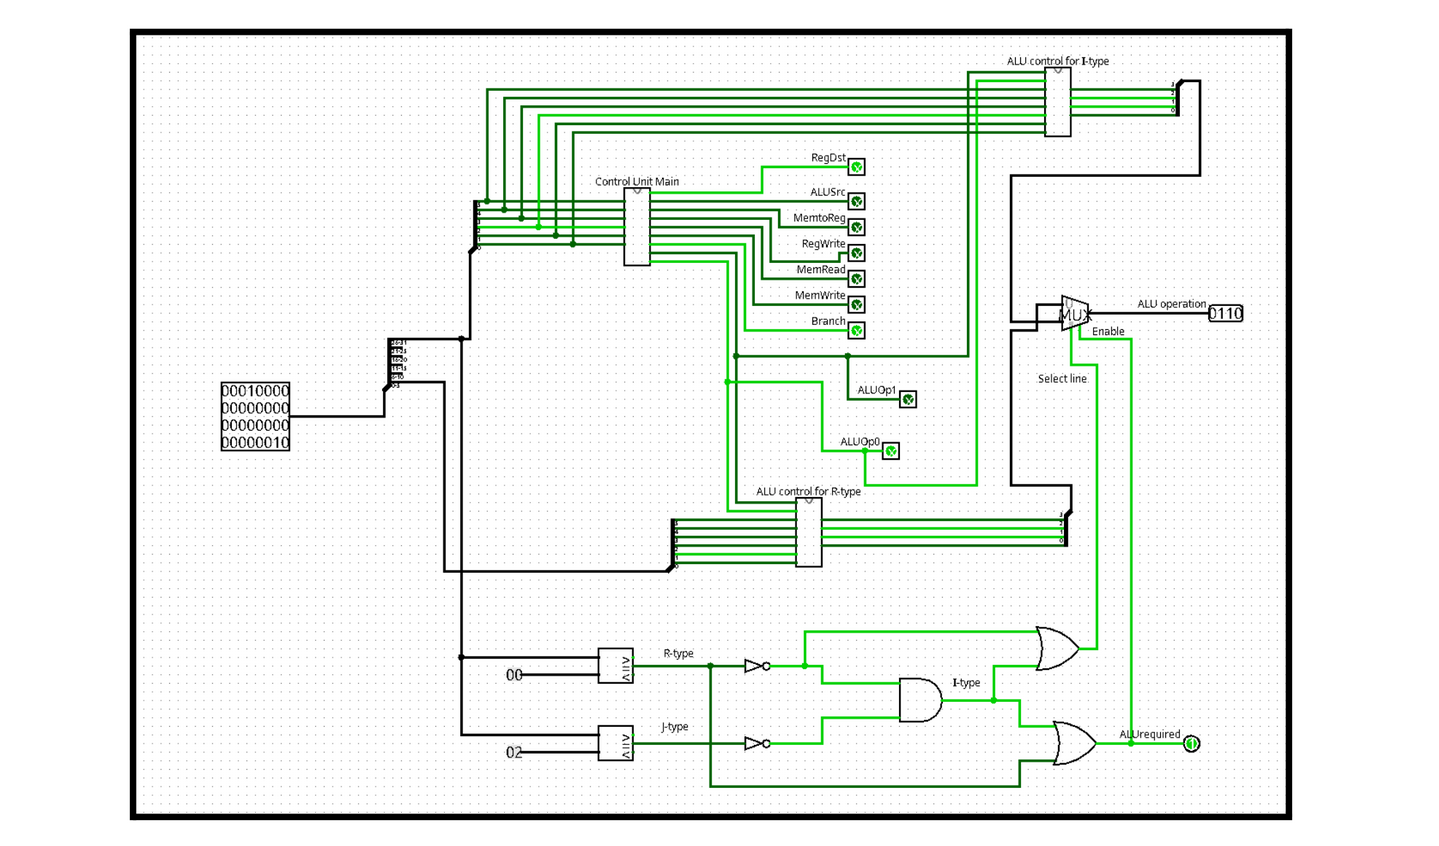 ALU control for I-type
RegDst
Control Unit Main
ALUSrc
MemtoReg
RegWrite
MemRead
MemWrite
Branch
ALU operation
0110
MUX
Enable
Select line
00010000
00000000
00000000
00000010
ALUOp1
ALUOp0
ALU control for R-type
R-type
00
I-type
J-type
02
ALUrequired
1